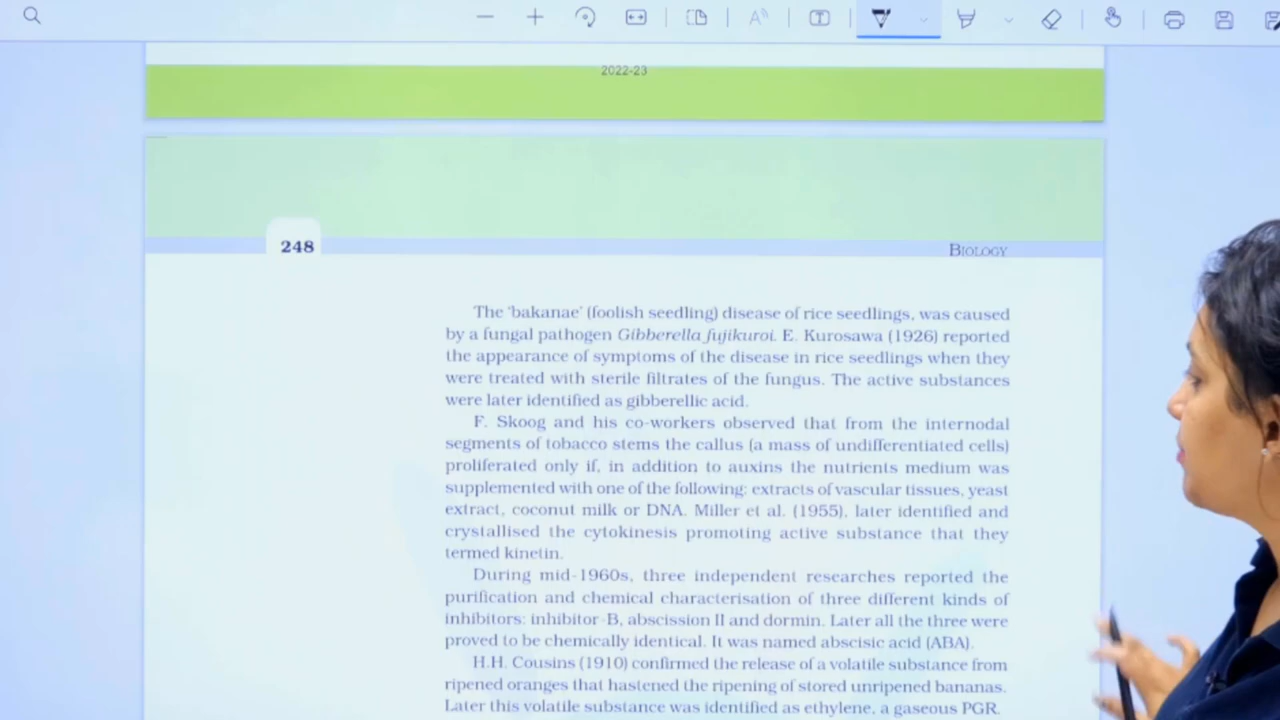 2022-23
248
BIOLOGY
The 'bakanae' (foolish seedling) disease of rice seedlings, was caused
by a fungal pathogen Gibberella fujikuroi. E. Kurosawa (1926) reported
the appearance of symptoms of the disease in rice seedlings when they
were treated with sterile filtrates of the fungus. The active substances
were later identified as gibberellic acid.
F. Skoog and his co-workers observed that from the internodal
segments of tobacco stems the callus (a mass of undifferentiated cells)
proliferated only if, in addition to auxins the nutrients medium was
supplemented with one of the following: extracts of vascular tissues, yeast
extract, coconut milk or DNA. Miller et al. (1955), later identified and
crystallised the cytokinesis promoting active substance that they
termed kinetin.
During mid-1960s, three independent researches reported the
purification and chemical characterisation of three different kinds of
inhibitors: inhibitor-B, abscission II and dormin. Later all the three were
proved to be chemically identical. It was named abscisic acid (ABA).
H.H. Cousins (1910) confirmed the release of a volatile substance from
ripened oranges that hastened the ripening of stored unripened bananas.
Later this volatile substance was identified as ethylene, a gaseous PGR.